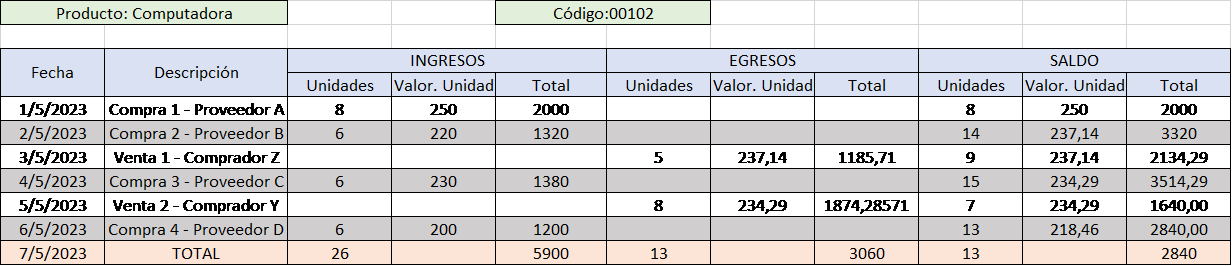 Producto: Computadora Código:00102
Fecha Descripción INGRESOS EGRESOS SALDO
Unidades Valor. Unidad Total Unidades Valor. Unidad Total Unidades Valor. Unidad Total
1/5/2023 Compra 1 - Proveedor A 8 250 2000 8 250 2000
2/5/2023 Compra 2 - Proveedor B 6 220 1320 14 237,14 3320
3/5/2023 Venta 1 - Comprador Z 5 237,14 1185,71 9 237,14 2134,29
4/5/2023 Compra 3 - Proveedor C 6 230 1380 15 234,29 3514,29
5/5/2023 Venta 2 - Comprador Y 8 234,29 1874,28571 7 234,29 1640,00
6/5/2023 Compra 4 - Proveedor D 6 200 1200 13 218,46 2840,00
7/5/2023 TOTAL 26 5900 13 3060 13 2840